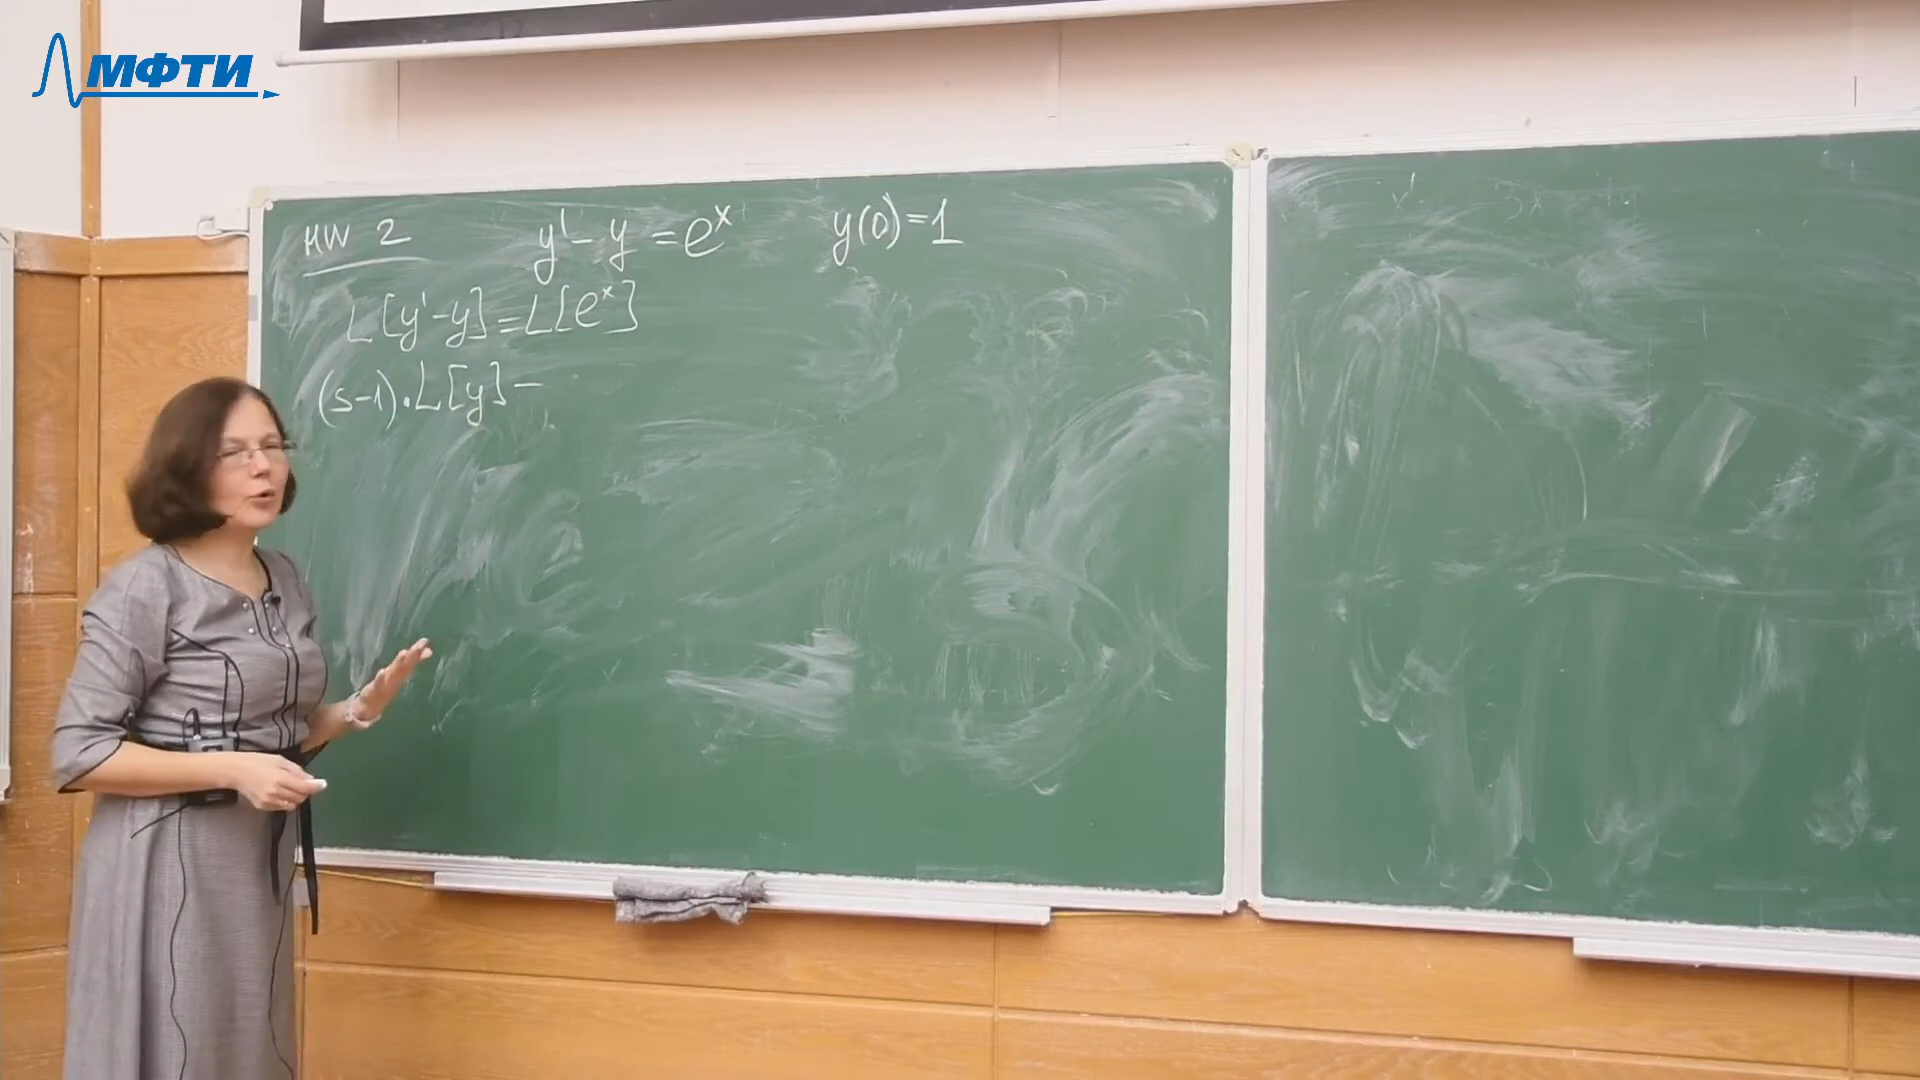 МФТИ
HW 2 y' - y = e^x y(0)=1
L[y'-y]=L[e^x]
(s-1)·L[y]-